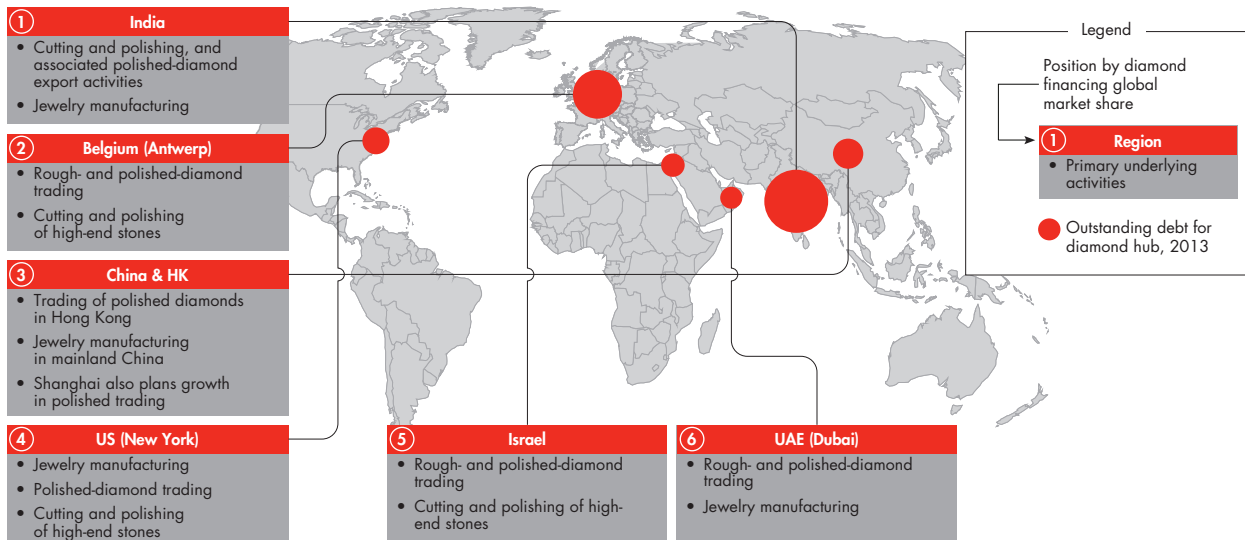 1 India
• Cutting and polishing, and
associated polished-diamond
export activities
• Jewelry manufacturing
2 Belgium (Antwerp)
• Rough- and polished-diamond
trading
• Cutting and polishing
of high-end stones
3 China & HK
• Trading of polished diamonds
in Hong Kong
• Jewelry manufacturing
in mainland China
• Shanghai also plans growth
in polished trading
4 US (New York)
• Jewelry manufacturing
• Polished-diamond trading
• Cutting and polishing
of high-end stones
5 Israel
• Rough- and polished-diamond
trading
• Cutting and polishing of high-
end stones
6 UAE (Dubai)
• Rough- and polished-diamond
trading
• Jewelry manufacturing
Legend
Position by diamond
financing global
market share
1 Region
• Primary underlying
activities
Outstanding debt for
diamond hub, 2013